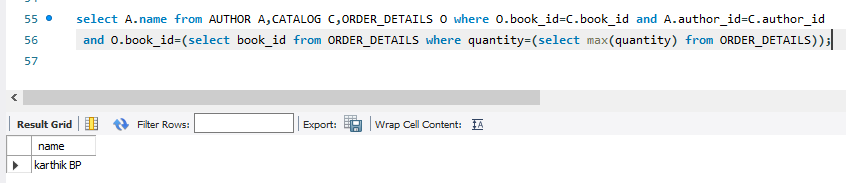 55 select A.name from AUTHOR A,CATALOG C,ORDER_DETAILS O where O.book_id=C.book_id and A.author_id=C.author_id
56 and O.book_id=(select book_id from ORDER_DETAILS where quantity=(select max(quantity) from ORDER_DETAILS));
57
Result Grid Filter Rows: Export: Wrap Cell Content: IA
name
karthik BP